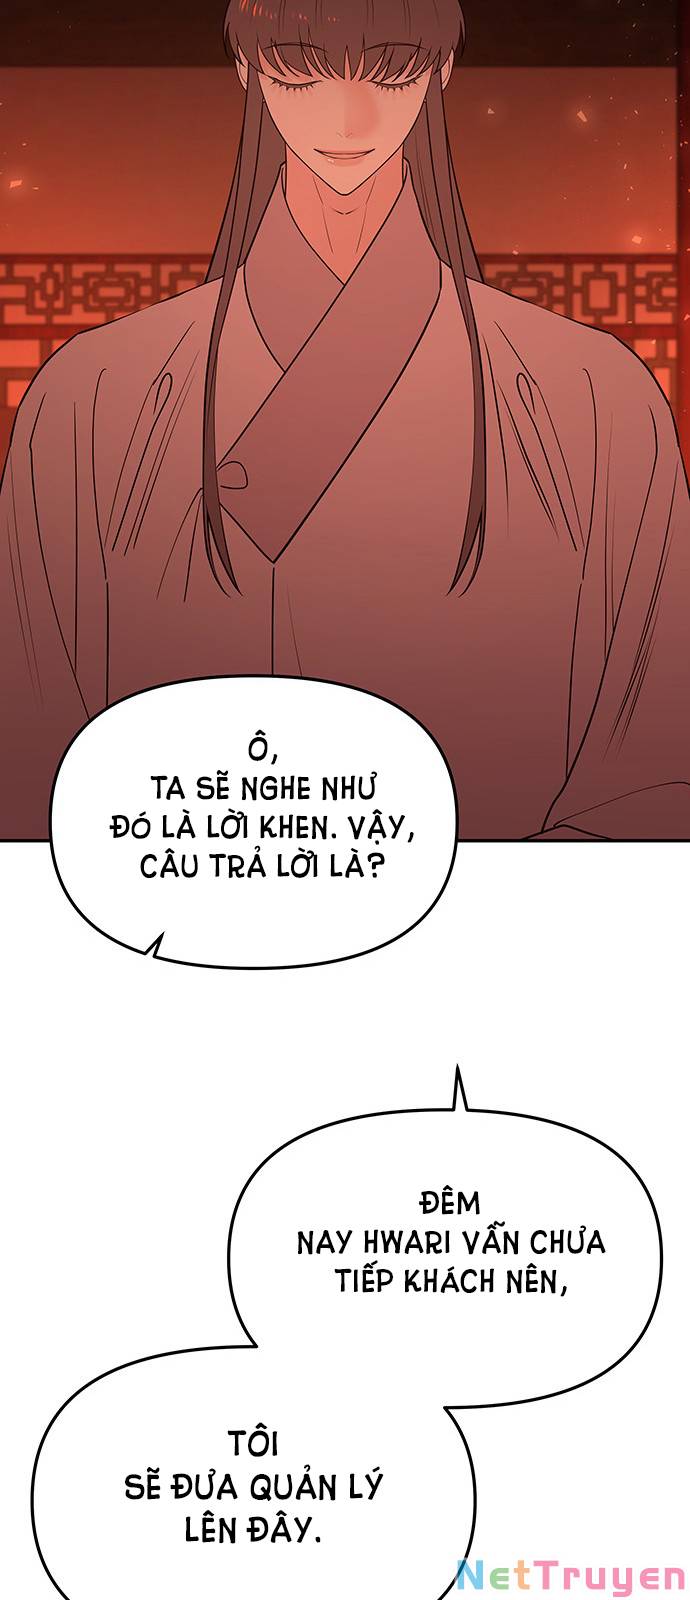 Ô,
TA SẼ NGHE NHƯ
ĐÓ LÀ LỜI KHEN. VẬY,
CÂU TRẢ LỜI LÀ?
ĐÊM
NAY HWARI VẪN CHƯA
TIẾP KHÁCH NÊN,
TÔI
SẼ ĐƯA QUẢN LÝ
LÊN ĐÂY.
NetTruyen